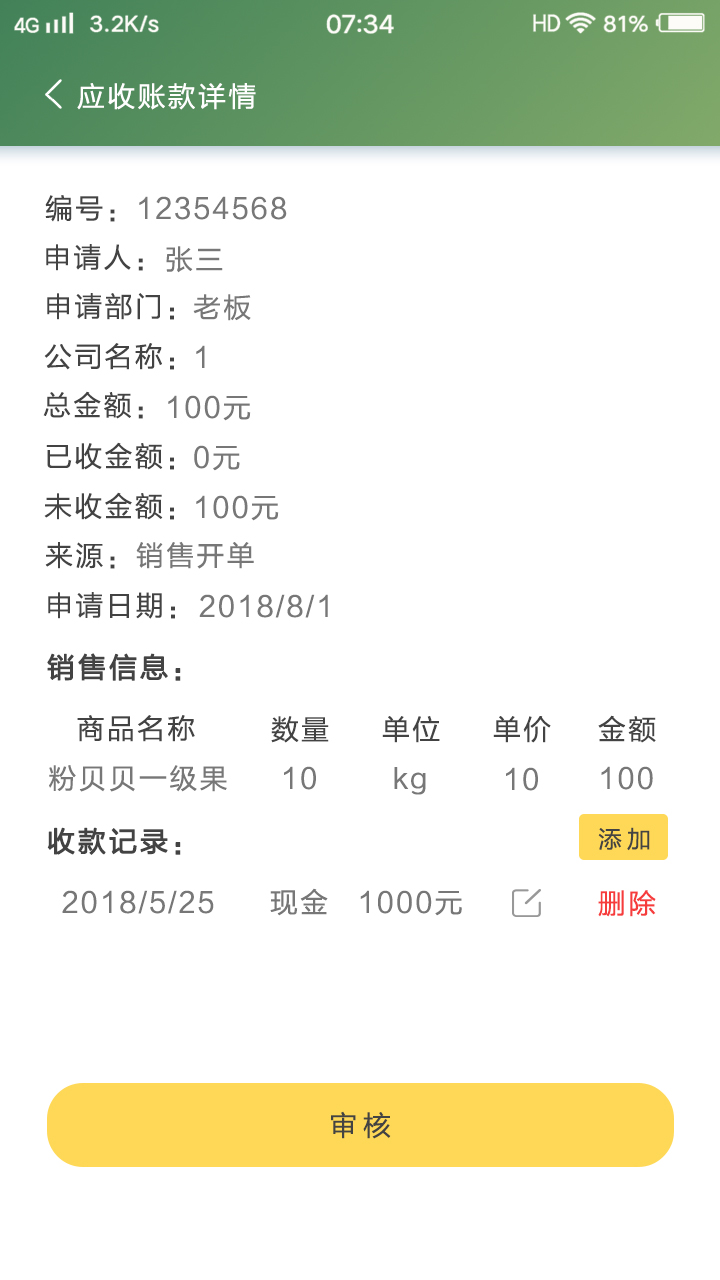 4G 3.2K/s 07:34 HD 81%
应收账款详情
编号：12354568
申请人：张三
申请部门：老板
公司名称：1
总金额：100元
已收金额：0元
未收金额：100元
来源：销售开单
申请日期：2018/8/1
销售信息：
商品名称 数量 单位 单价 金额
粉贝贝一级果 10 kg 10 100
收款记录： 添加
2018/5/25 现金 1000元 删除
审核